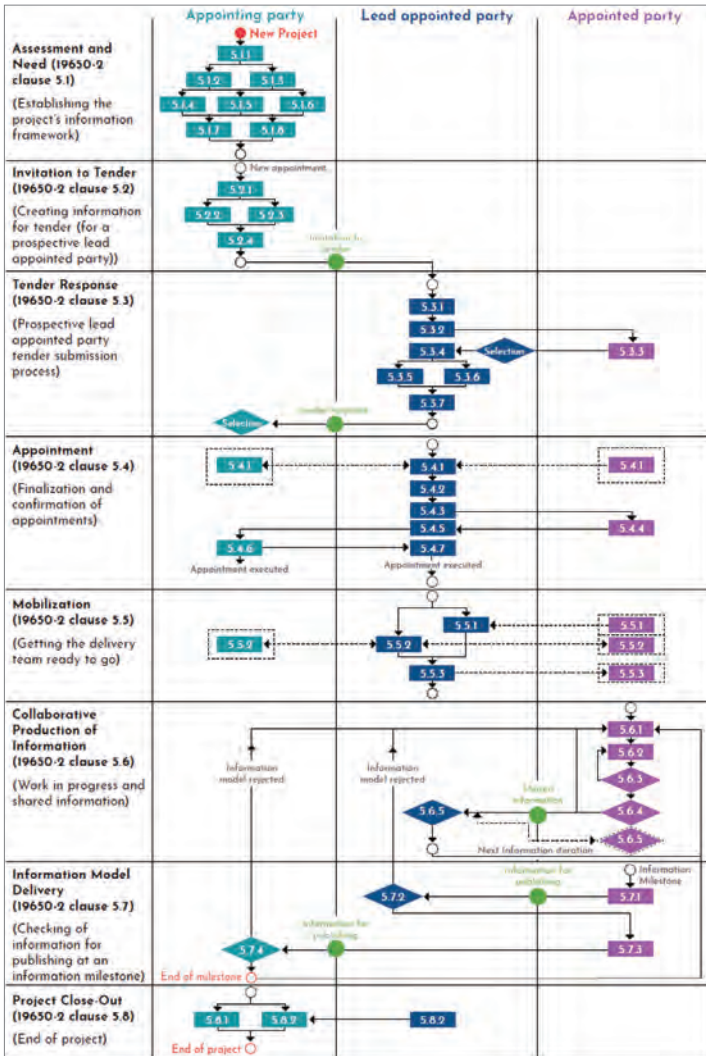 Appointing party
Lead appointed party
Appointed party
Assessment and
Need (19650-2
clause 5.1)
(Establishing the
project's information
framework)
New Project
5.1.1
5.1.2
5.1.3
5.1.4
5.1.5
5.1.6
5.1.7
5.1.8
Invitation to Tender
(19650-2 clause 5.2)
(Creating information
for tender (for a
prospective lead
appointed party))
New appointment
5.2.1
5.2.2
5.2.3
5.2.4
Invitation to
tender
Tender Response
(19650-2 clause 5.3)
(Prospective lead
appointed party
tender submission
process)
5.3.1
5.3.2
5.3.4
Selection
5.3.3
5.3.5
5.3.6
5.3.7
Selection
Tender response
Appointment
(19650-2 clause 5.4)
(Finalization and
confirmation of
appointments)
5.4.1
5.4.1
5.4.1
5.4.2
5.4.3
5.4.5
5.4.4
5.4.6
5.4.7
Appointment executed
Appointment executed
Mobilization
(19650-2 clause 5.5)
(Getting the delivery
team ready to go)
5.5.1
5.5.1
5.5.2
5.5.2
5.5.2
5.5.3
5.5.3
Collaborative
Production of
Information
(19650-2 clause 5.6)
(Work in progress and
shared information)
5.6.1
5.6.2
5.6.3
Information
model rejected
Information
model rejected
Shared
information
5.6.5
5.6.4
5.6.5
Next information duration
Information Model
Delivery
(19650-2 clause 5.7)
(Checking of
information for
publishing at an
information milestone)
Information for
publishing
Information
Milestone
5.7.2
5.7.1
Information for
publishing
5.7.4
5.7.3
End of milestone
Project Close-Out
(19650-2 clause 5.8)
(End of project)
5.8.1
5.8.2
5.8.2
End of project